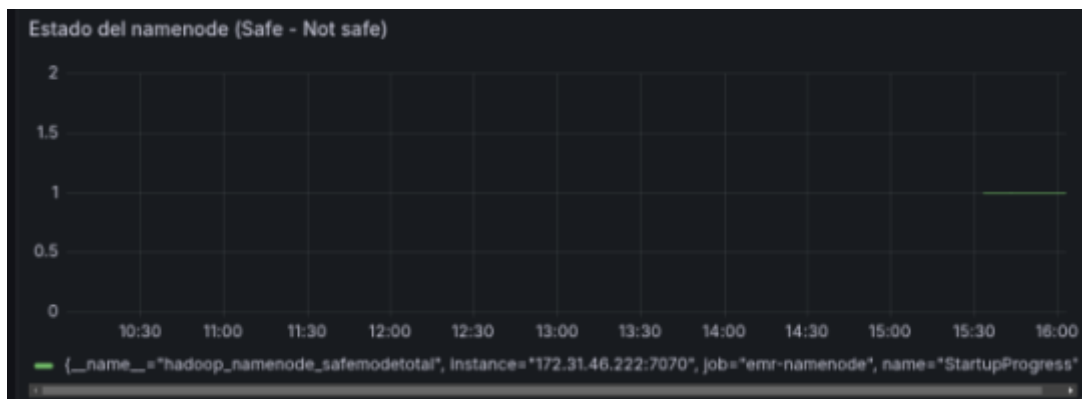 Estado del namenode (Safe - Not safe)
2
1.5
1
0.5
0
10:30 11:00 11:30 12:00 12:30 13:00 13:30 14:00 14:30 15:00 15:30 16:00
{__name__="hadoop_namenode_safemodetotal", instance="172.31.46.222:7070", job="emr-namenode", name="StartupProgress"